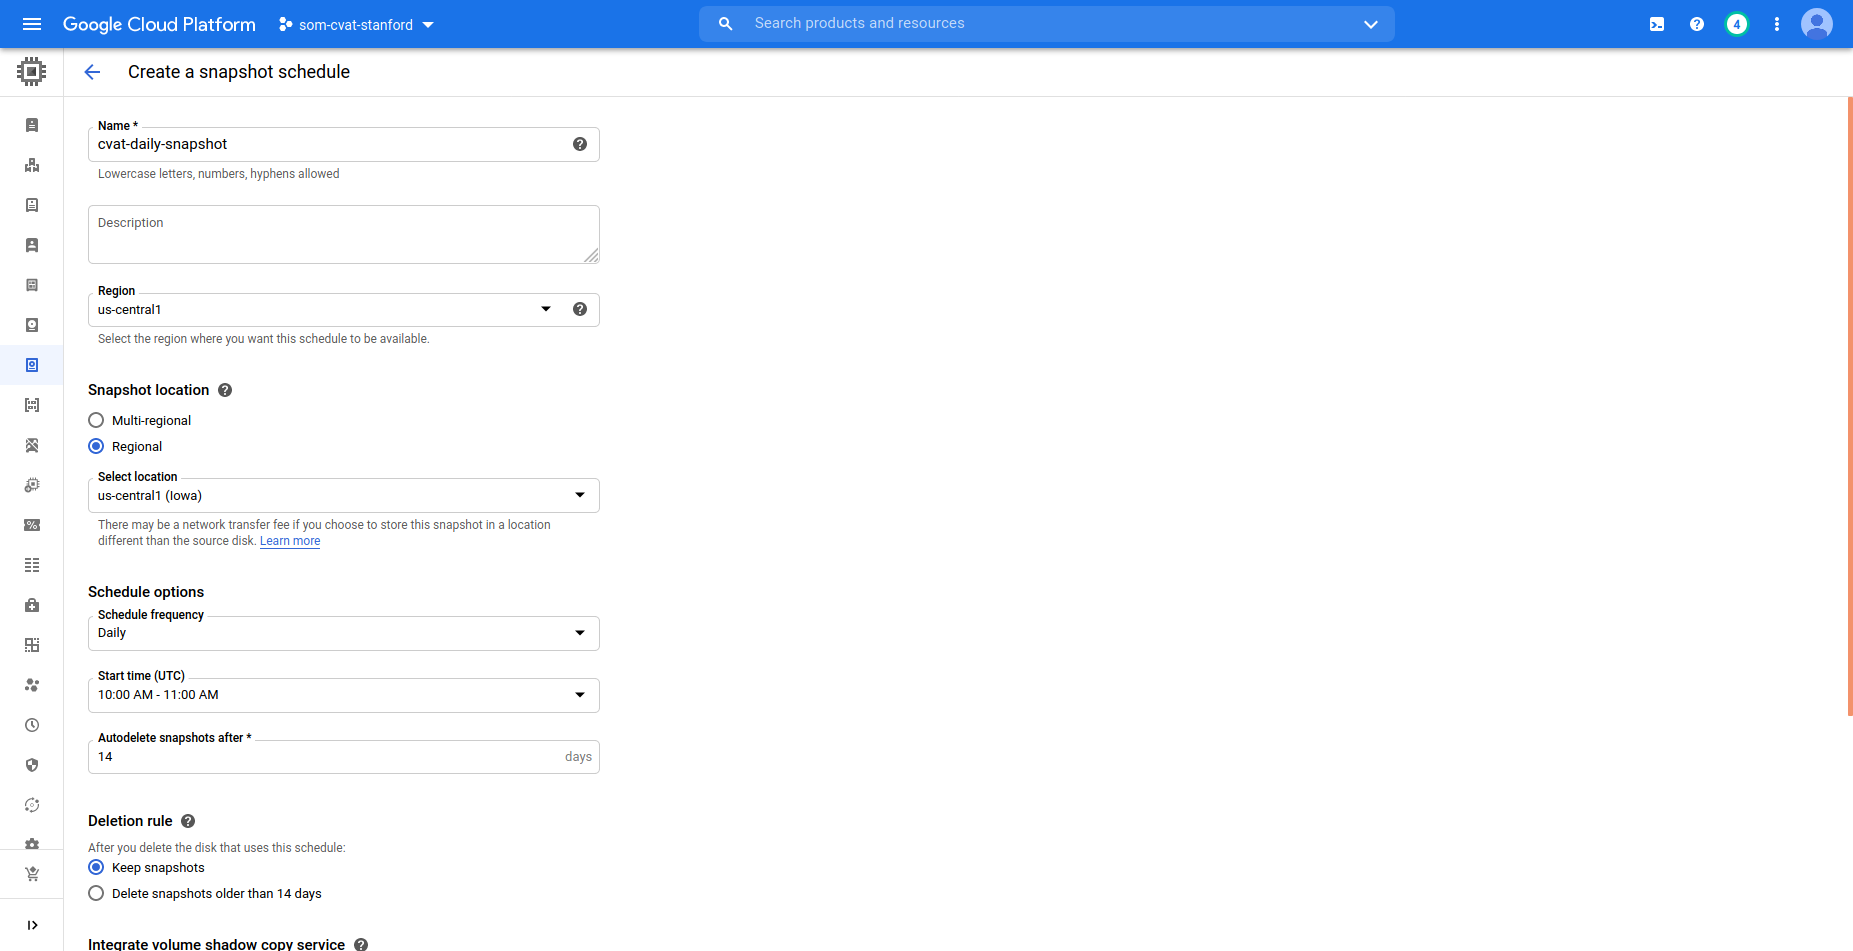 Google Cloud Platform
som-cvat-stanford
Search products and resources
4
Create a snapshot schedule
Name *
cvat-daily-snapshot
Lowercase letters, numbers, hyphens allowed
Description
Region
us-central1
Select the region where you want this schedule to be available.
Snapshot location
Multi-regional
Regional
Select location
us-central1 (Iowa)
There may be a network transfer fee if you choose to store this snapshot in a location
different than the source disk. Learn more
Schedule options
Schedule frequency
Daily
Start time (UTC)
10:00 AM - 11:00 AM
Autodelete snapshots after *
14
days
Deletion rule
After you delete the disk that uses this schedule:
Keep snapshots
Delete snapshots older than 14 days
Integrate volume shadow copy service